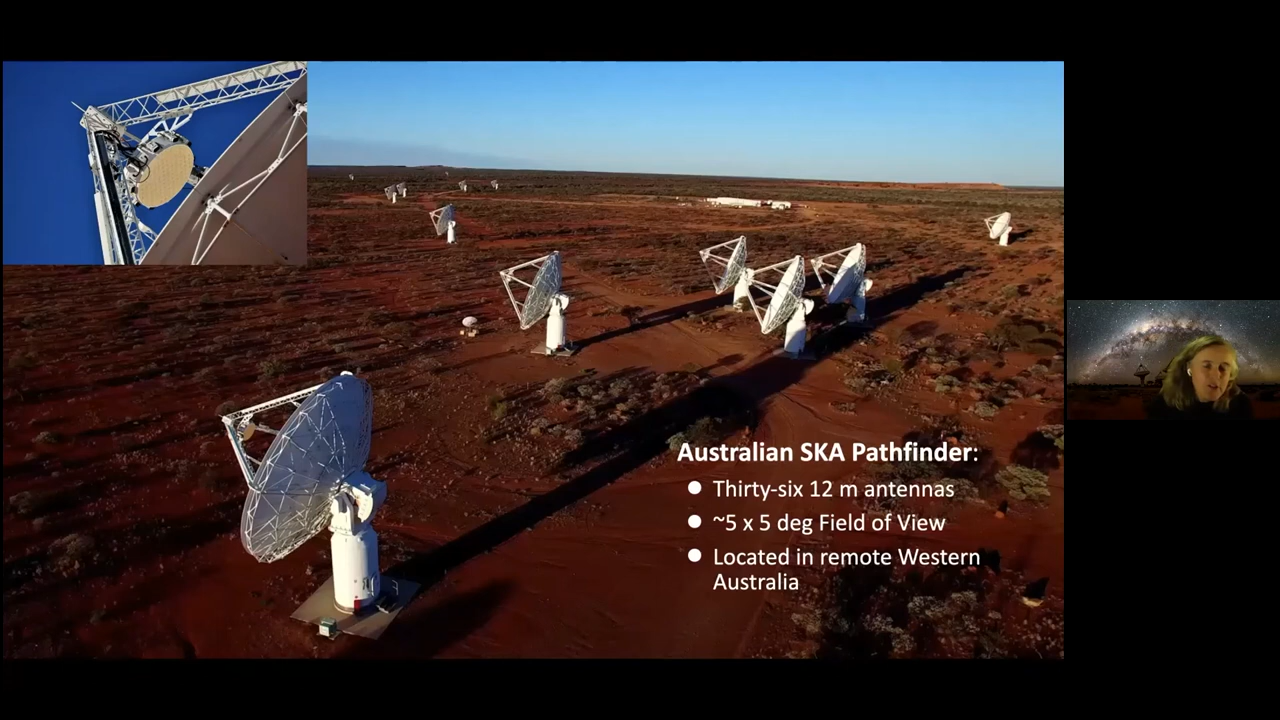 Australian SKA Pathfinder:
● Thirty-six 12 m antennas
● ~5 x 5 deg Field of View
● Located in remote Western
Australia